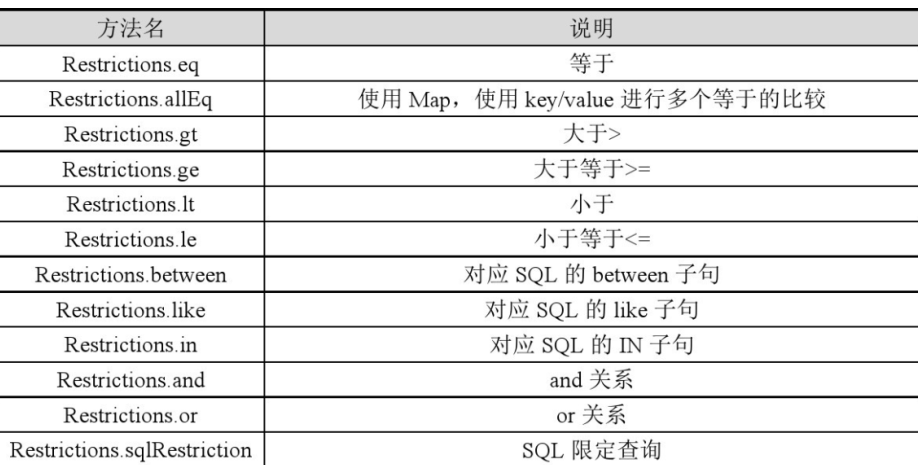 方法名 说明
Restrictions.eq 等于
Restrictions.allEq 使用 Map，使用 key/value 进行多个等于的比较
Restrictions.gt 大于>
Restrictions.ge 大于等于>=
Restrictions.lt 小于
Restrictions.le 小于等于<=
Restrictions.between 对应 SQL 的 between 子句
Restrictions.like 对应 SQL 的 like 子句
Restrictions.in 对应 SQL 的 IN 子句
Restrictions.and and 关系
Restrictions.or or 关系
Restrictions.sqlRestriction SQL 限定查询